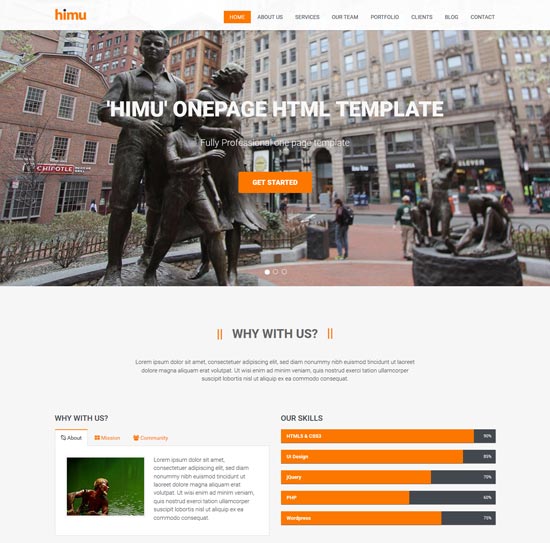 himu
HOME ABOUT US SERVICES OUR TEAM PORTFOLIO CLIENTS BLOG CONTACT
'HIMU' ONEPAGE HTML TEMPLATE
Fully Professional one page template
CHIPOTLE
GET STARTED
WHY WITH US?
Lorem ipsum dolor sit amet, consectetuer adipiscing elit, sed diam nonummy nibh euismod tincidunt ut laoreet dolore
magna aliquam erat volutpat. Ut wisi enim ad minim veniam, quis nostrud exerci tation ullamcorper
suscipit lobortis nisl ut aliquip ex ea commodo consequat.
WHY WITH US?
About Mission Community
Lorem ipsum dolor sit amet,
consectetuer adipiscing elit,
sed diam nonummy nibh
euismod tincidunt ut laoreet
dolore magna aliquam erat
volutpat. Ut wisi enim ad
minim veniam, quis nostrud
exerci tation ullamcorper
suscipit lobortis nisl ut aliquip
OUR SKILLS
HTML5 & CSS3 90%
UI Design 85%
jQuery 70%
PHP 60%
Wordpress 70%